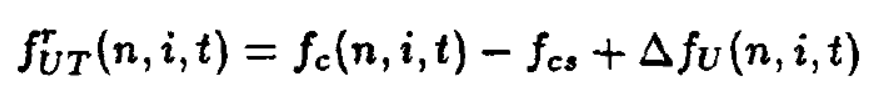 f^r_{UT}(n, i, t) = f_c(n, i, t) − f_{cs} + Δf_U(n, i, t)